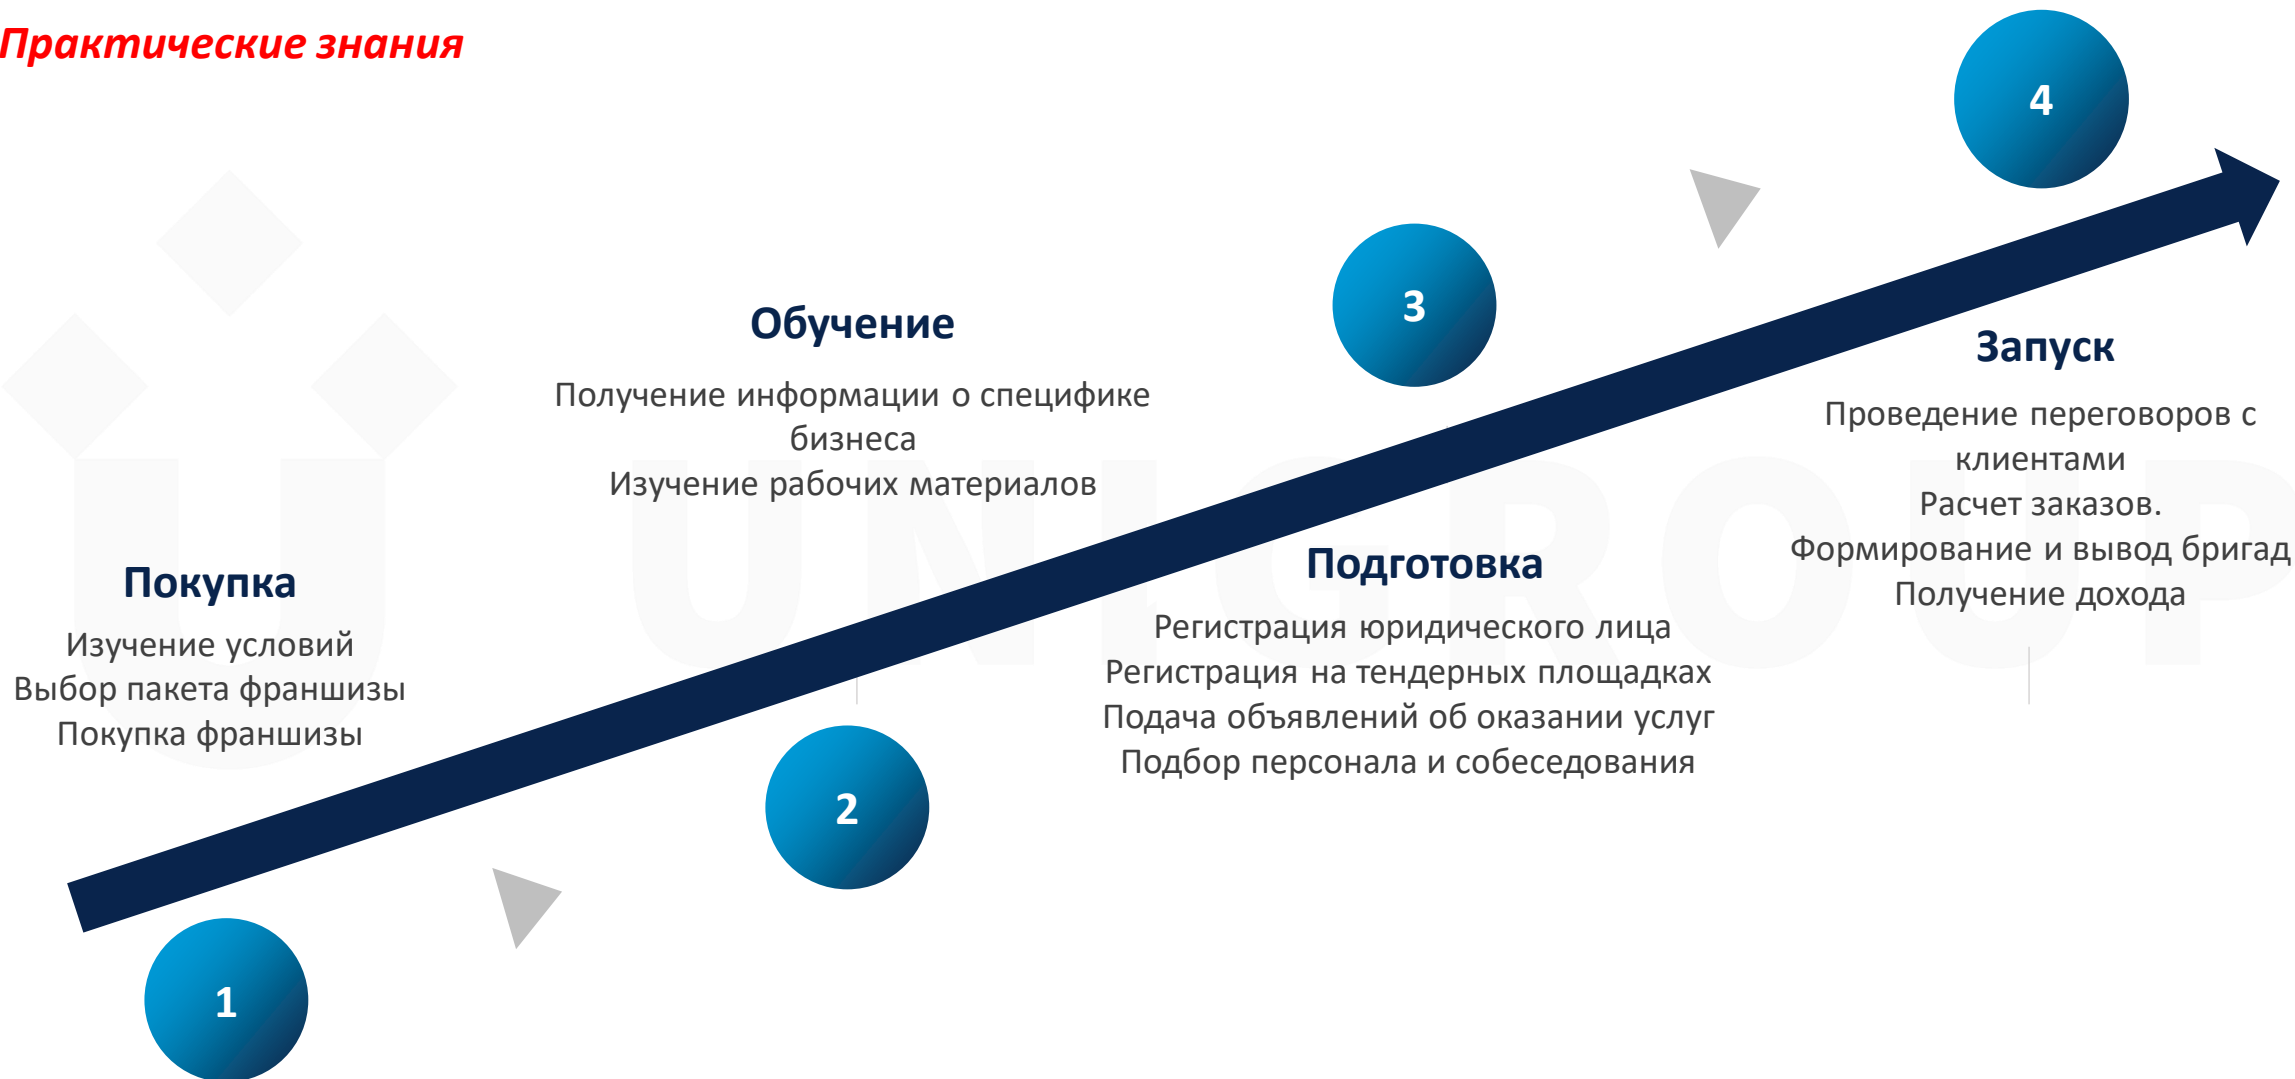 Практические знания
4
3
Обучение
Получение информации о специфике
бизнеса
Изучение рабочих материалов
Запуск
Проведение переговоров с
клиентами
Расчет заказов.
Формирование и вывод бригад
Получение дохода
Покупка
Изучение условий
Выбор пакета франшизы
Покупка франшизы
Подготовка
Регистрация юридического лица
Регистрация на тендерных площадках
Подача объявлений об оказании услуг
Подбор персонала и собеседования
2
1
UNIGROUP